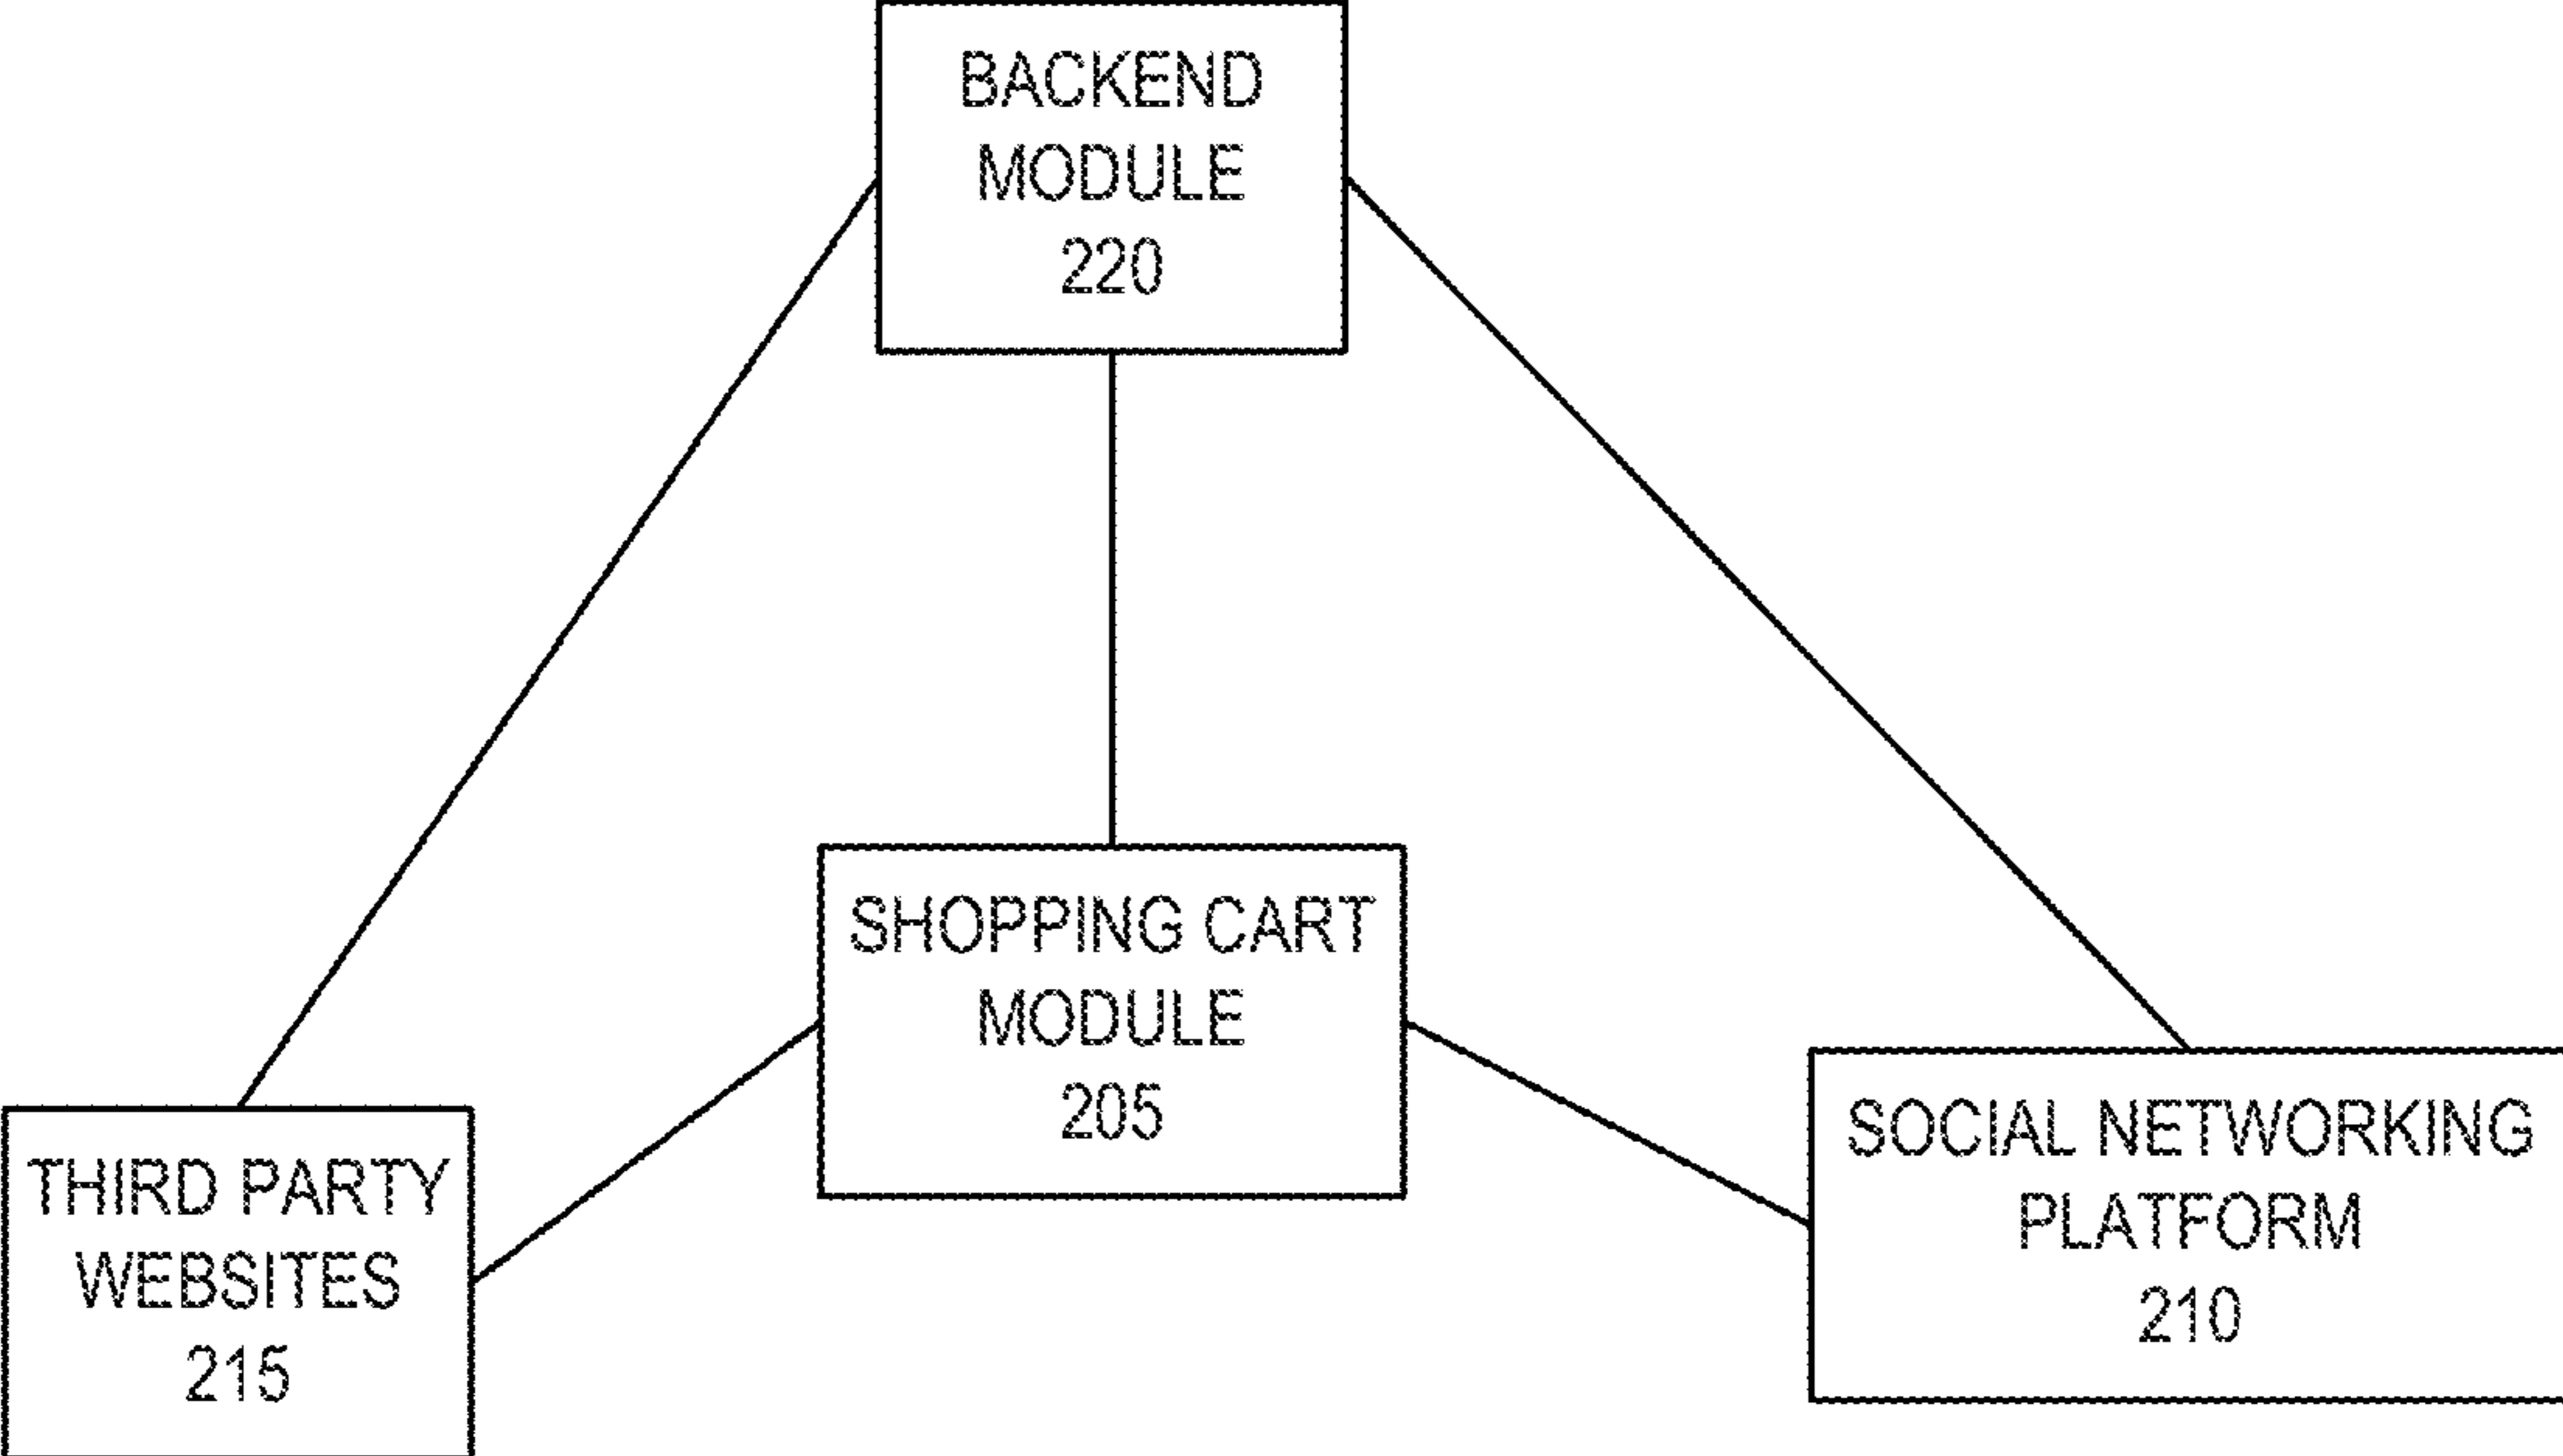 BACKEND
MODULE
220
SHOPPING CART
MODULE
205
THIRD PARTY
WEBSITES
215
SOCIAL NETWORKING
PLATFORM
210